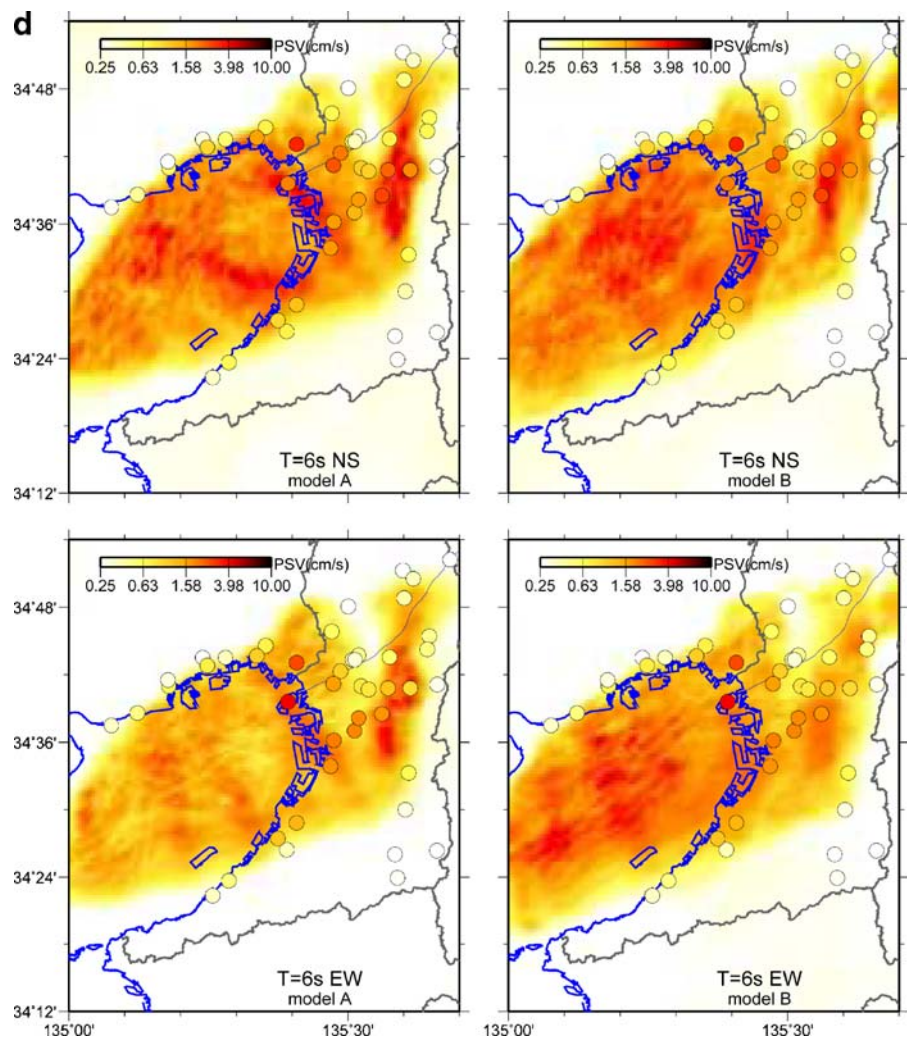 d
PSV(cm/s) PSV(cm/s)
0.25 0.63 1.58 3.98 10.00 0.25 0.63 1.58 3.98 10.00
34°48'
34°36'
34°24'
34°12'
T=6s NS T=6s NS
model A model B
PSV(cm/s) PSV(cm/s)
0.25 0.63 1.58 3.98 10.00 0.25 0.63 1.58 3.98 10.00
34°48'
34°36'
34°24'
34°12'
T=6s EW T=6s EW
model A model B
135°00' 135°30' 135°00' 135°30'